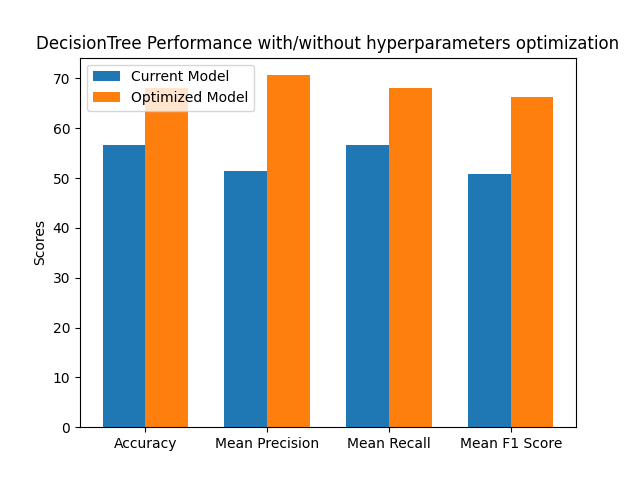 DecisionTree Performance with/without hyperparameters optimization
Current Model
Optimized Model
Scores
70
60
50
40
30
20
10
0
Accuracy
Mean Precision
Mean Recall
Mean F1 Score